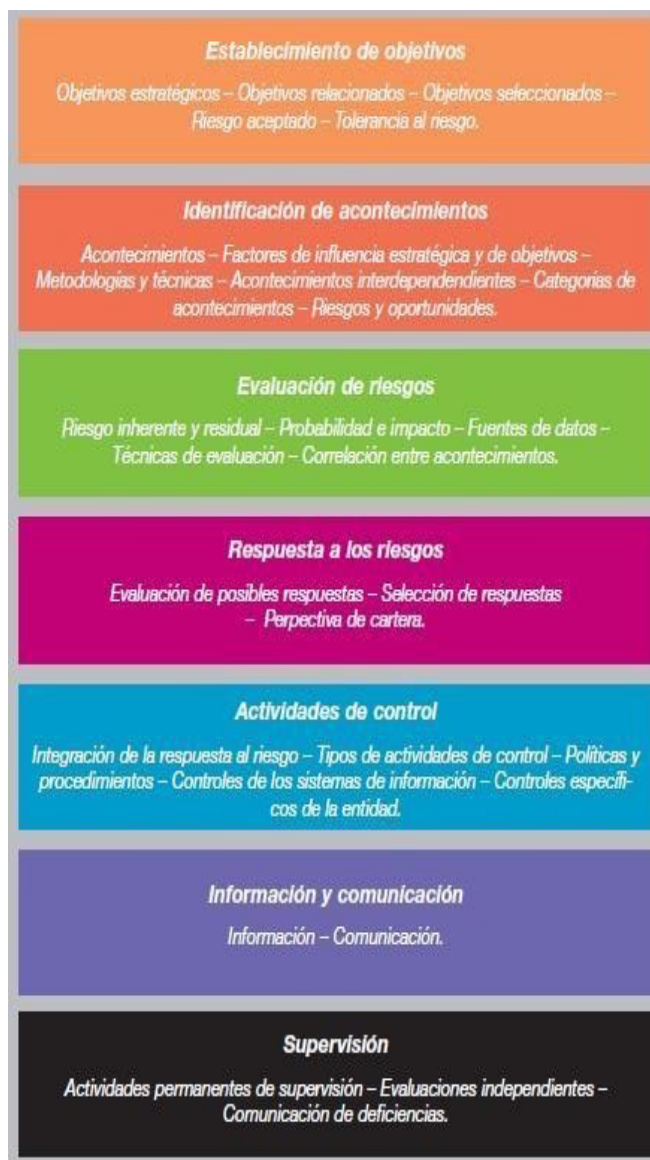 Establecimiento de objetivos
Objetivos estratégicos – Objetivos relacionados – Objetivos seleccionados –
Riesgo aceptado – Tolerancia al riesgo.
Identificación de acontecimientos
Acontecimientos – Factores de influencia estratégica y de objetivos –
Metodologías y técnicas – Acontecimientos interdependendientes – Categorías de
acontecimientos – Riesgos y oportunidades.
Evaluación de riesgos
Riesgo inherente y residual – Probabilidad e impacto – Fuentes de datos –
Técnicas de evaluación – Correlación entre acontecimientos.
Respuesta a los riesgos
Evaluación de posibles respuestas – Selección de respuestas
– Perpectiva de cartera.
Actividades de control
Integración de la respuesta al riesgo – Tipos de actividades de control – Políticas y
procedimientos – Controles de los sistemas de información – Controles específi-
cos de la entidad.
Información y comunicación
Información – Comunicación.
Supervisión
Actividades permanentes de supervisión – Evaluaciones independientes –
Comunicación de deficiencias.